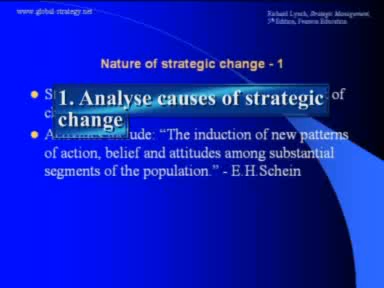 www.global-strategy.net
Richard Lynch, Strategic Management,
5th Edition, Pearson Education
Nature of strategic change - 1
of
1. Analyse causes of strategic
change
include: “The induction of new patterns
of action, belief and attitudes among substantial
segments of the population.” - E.H.Schein